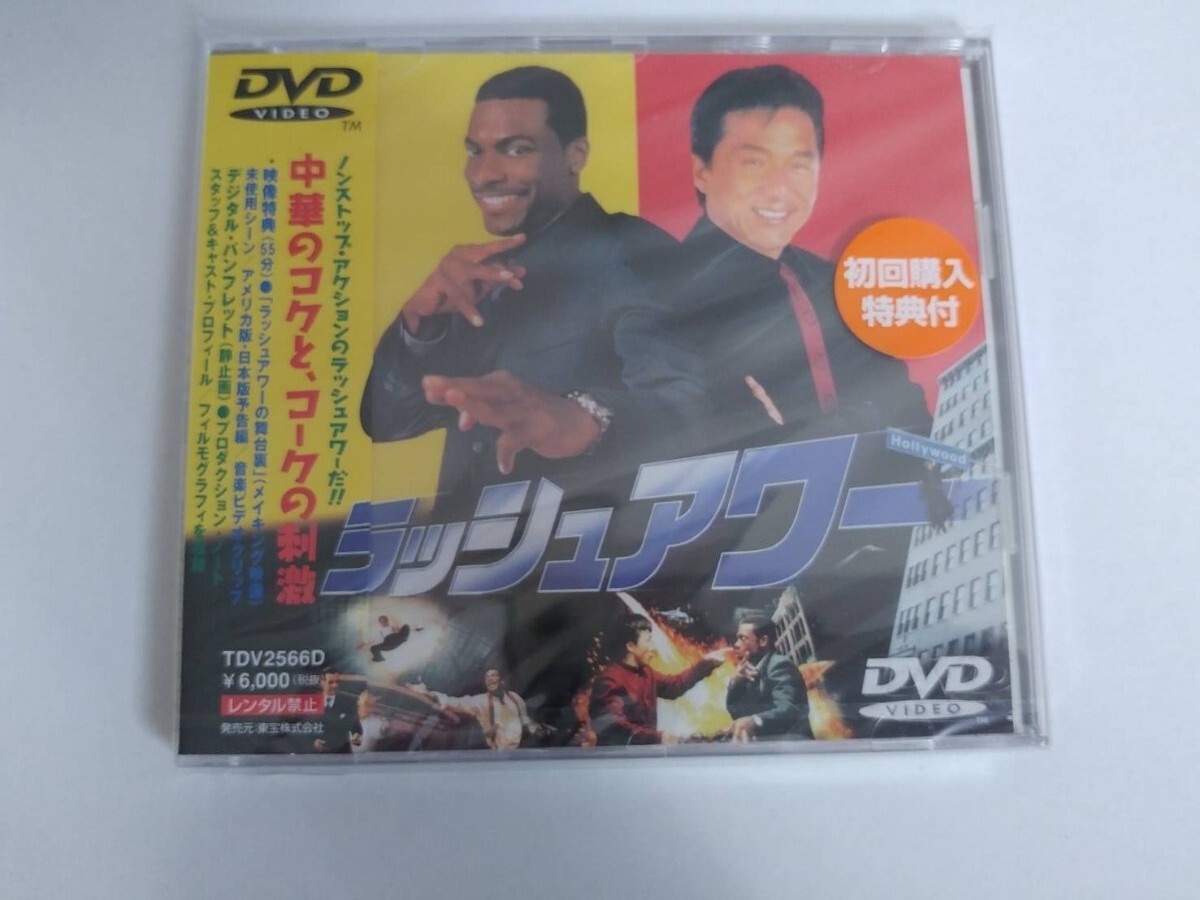 DVD
VIDEO
TM
ノンストップ・アクションのラッシュアワーだ!!
中華のコクと、コークの刺激
・映像特典(55分)●「ラッシュアワーの舞台裏」(メイキング映像)
未使用シーン/アメリカ版・日本版予告編/音楽ビデオクリップ
デジタル・パンフレット(静止画)●プロダクション・ノート
スタッフ&キャスト・プロフィール/フィルモグラフィを
TDV2566D
¥6,000(税抜)
レンタル禁止
発売元:東宝株式会社
初回購入
特典付
Hollywood
ラッシュアワー
DVD
VIDEO